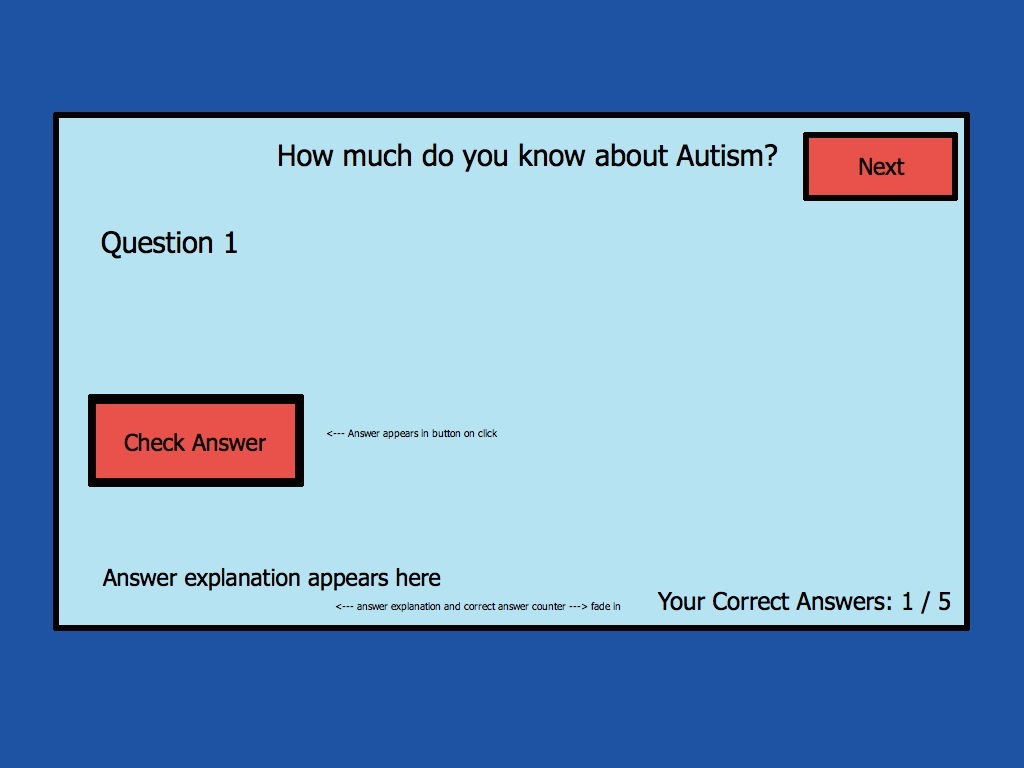 How much do you know about Autism?
Next
Question 1
Check Answer
<--- Answer appears in button on click
Answer explanation appears here
<--- answer explanation and correct answer counter ---> fade in
Your Correct Answers: 1 / 5